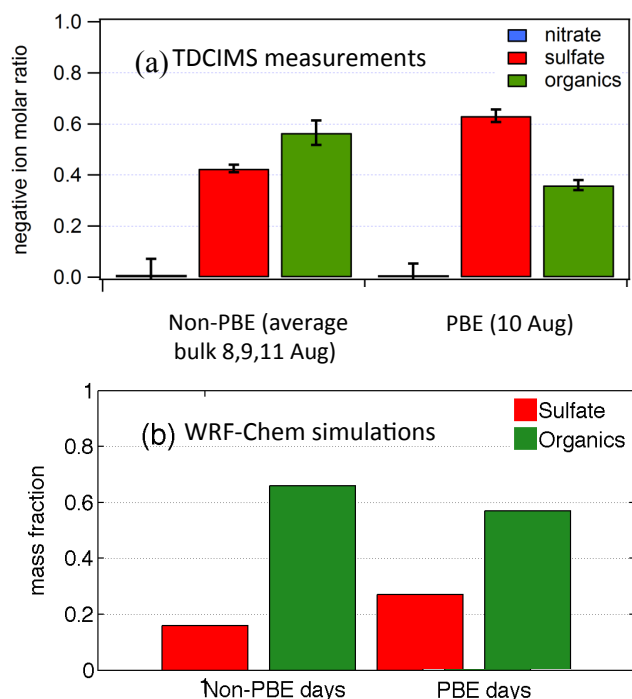 nitrate
(a) TDCIMS measurements
sulfate
organics
negative ion molar ratio
1.0
0.8
0.6
0.4
0.2
0.0
Non-PBE (average
bulk 8,9,11 Aug)
PBE (10 Aug)
Sulfate
(b) WRF-Chem simulations
Organics
mass fraction
1
0.8
0.6
0.4
0.2
0
1
Non-PBE days
PBE days